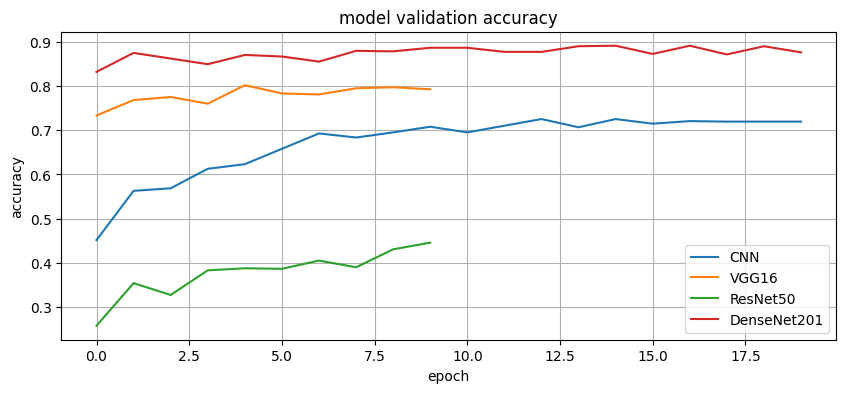 model validation accuracy
accuracy
0.9
0.8
0.7
0.6
0.5
0.4
0.3
CNN
VGG16
ResNet50
DenseNet201
0.0 2.5 5.0 7.5 10.0 12.5 15.0 17.5
epoch